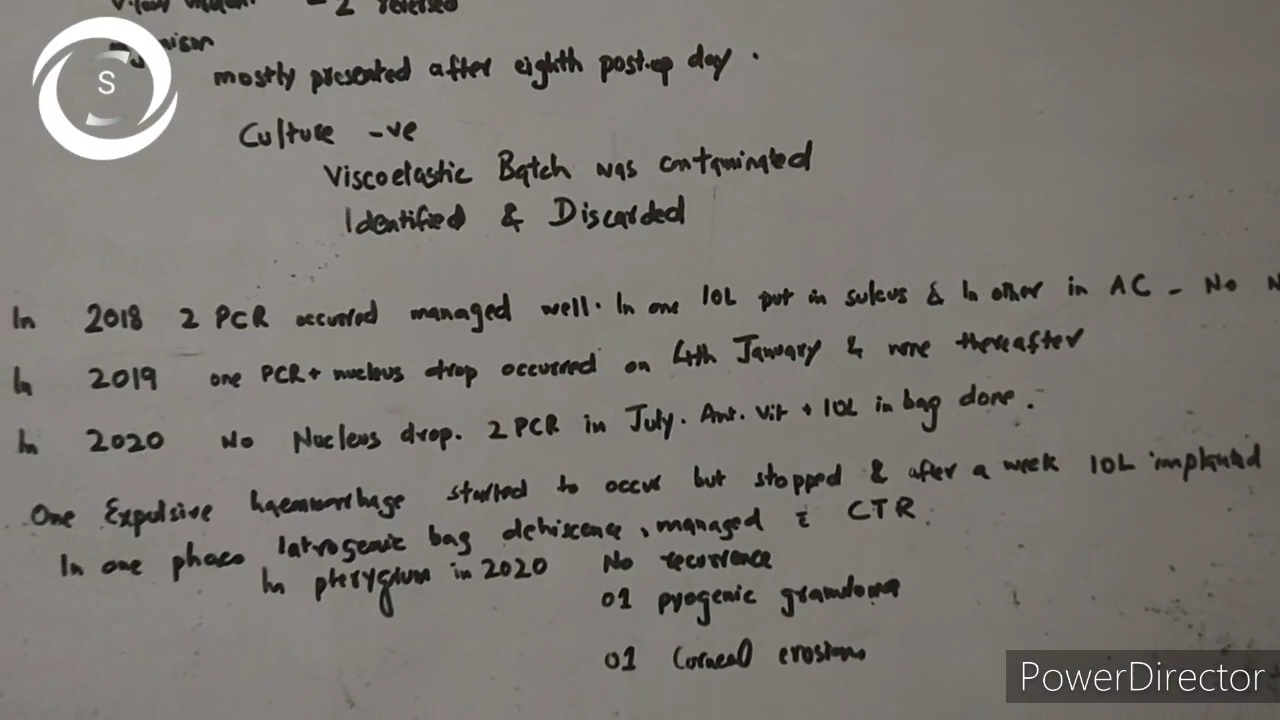 S
mostly presented after eighth post.op day.
Culture -ve
Viscoelastic Batch was contaminated
Identified & Discarded
In 2018 2 PCR occurred managed well. In one IOL put in sulcus & In other in AC - No N
In 2019 one PCR + nucleus drop occurred on 4th January & none thereafter
In 2020 No Nucleus drop. 2 PCR in July. Ant. Vit + IOL in bag done.
One Expulsive haemorrhage started to occur but stopped & after a week IOL implanted
In one phaco Iatrogenic bag dehiscence, managed c̄ CTR.
In pterygium in 2020 No recurrence
01 pyogenic granuloma
01 Corneal erosion
PowerDirector